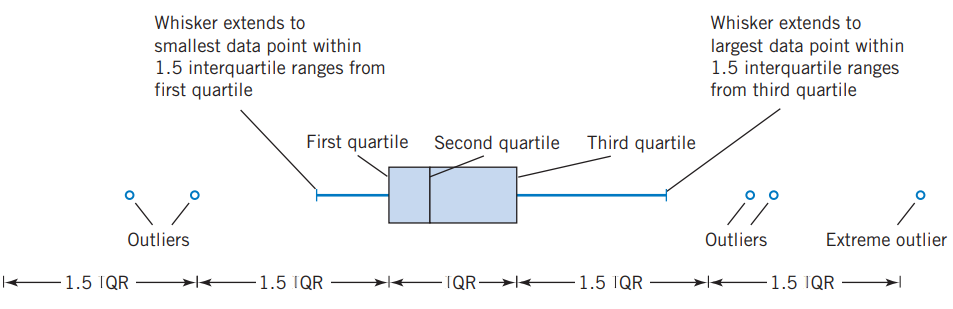 Whisker extends to
smallest data point within
1.5 interquartile ranges from
first quartile
Whisker extends to
largest data point within
1.5 interquartile ranges
from third quartile
First quartile
Second quartile
Third quartile
Outliers
Outliers
Extreme outlier
1.5 IQR
1.5 IQR
IQR
1.5 IQR
1.5 IQR